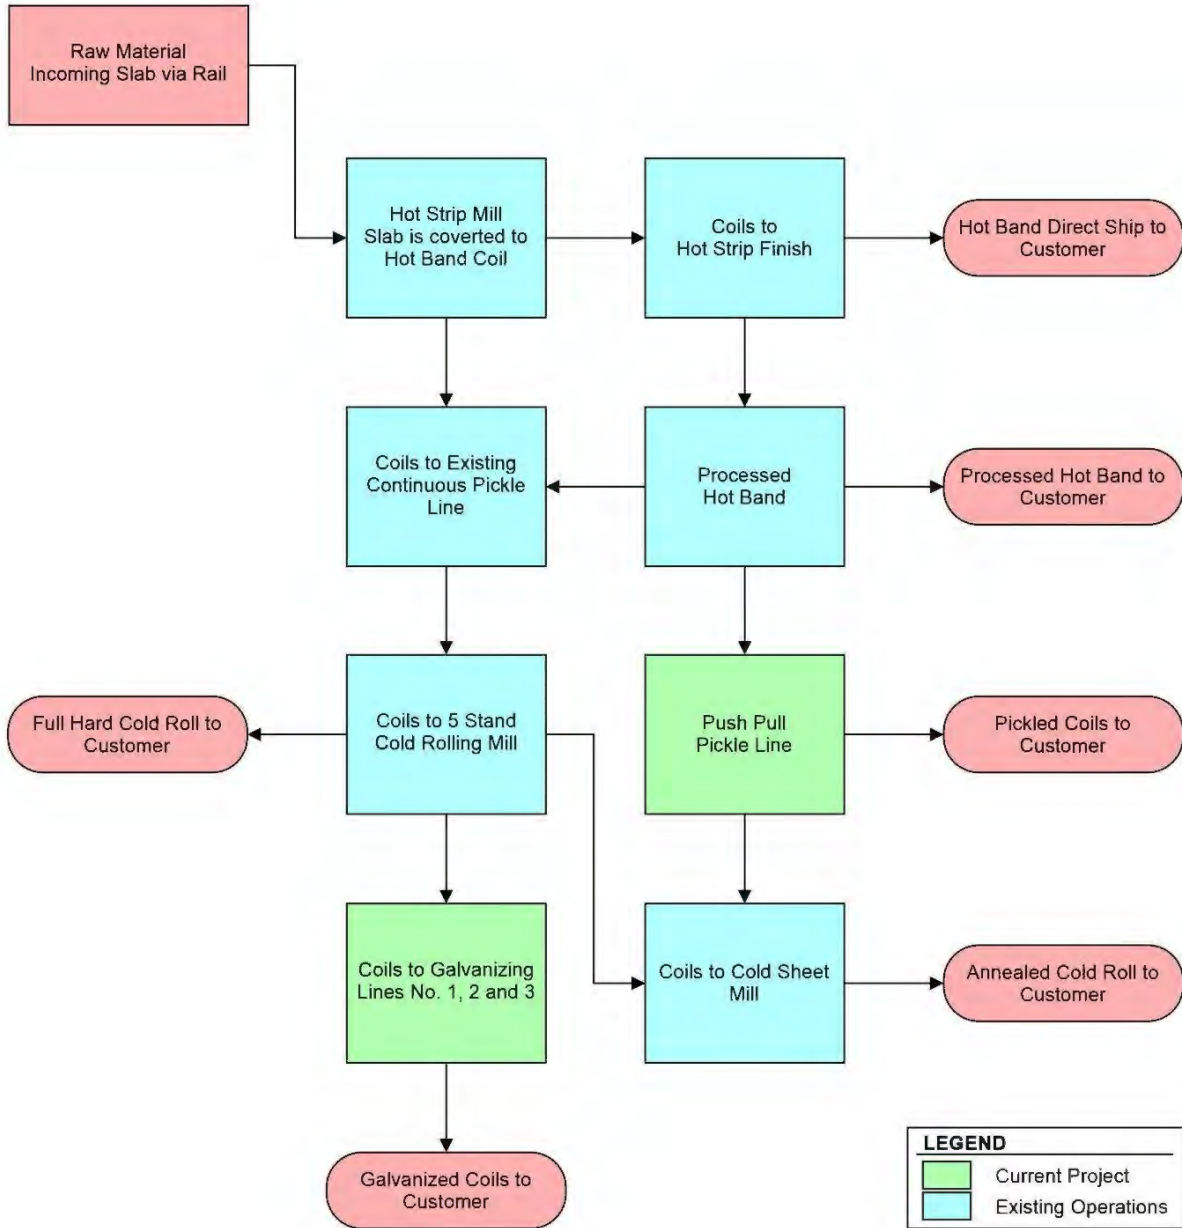 Raw Material
Incoming Slab via Rail
Hot Strip Mill
Slab is coverted to
Hot Band Coil
Coils to
Hot Strip Finish
Hot Band Direct Ship to
Customer
Coils to Existing
Continuous Pickle
Line
Processed
Hot Band
Processed Hot Band to
Customer
Full Hard Cold Roll to
Customer
Coils to 5 Stand
Cold Rolling Mill
Push Pull
Pickle Line
Pickled Coils to
Customer
Coils to Galvanizing
Lines No. 1, 2 and 3
Coils to Cold Sheet
Mill
Annealed Cold Roll to
Customer
Galvanized Coils to
Customer
LEGEND
Current Project
Existing Operations